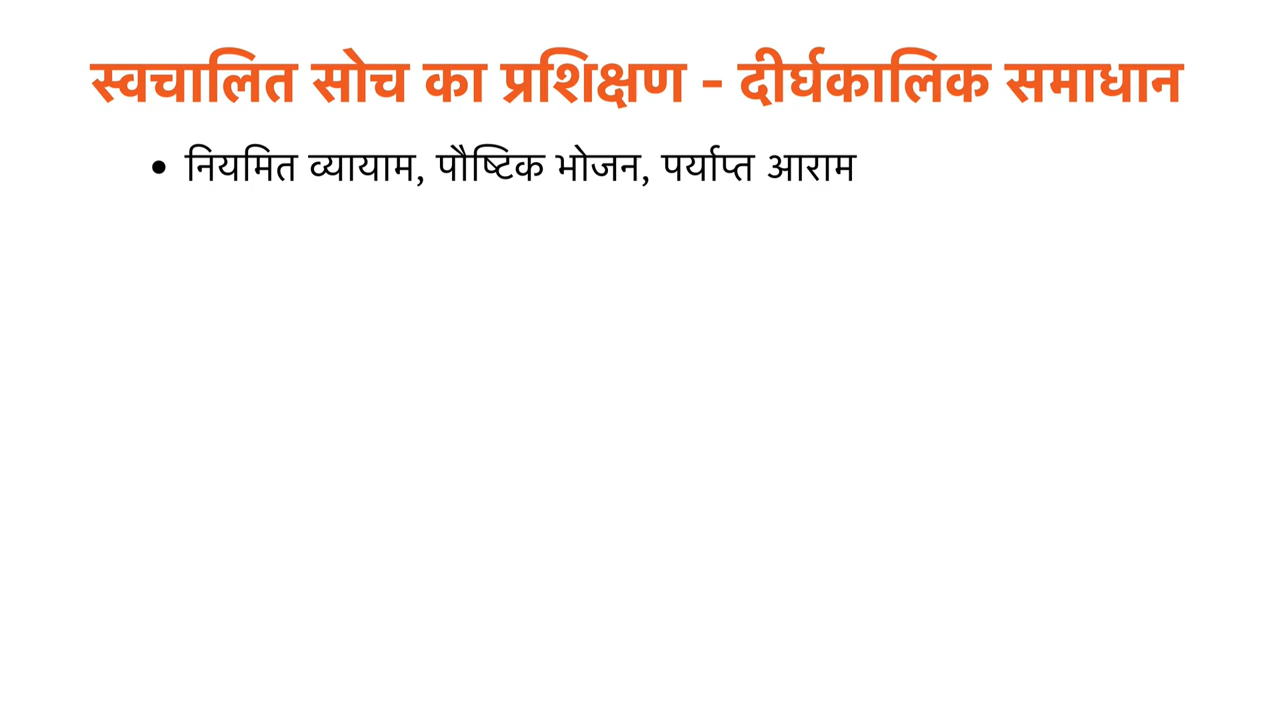 स्वचालित सोच का प्रशिक्षण - दीर्घकालिक समाधान
• नियमित व्यायाम, पौष्टिक भोजन, पर्याप्त आराम